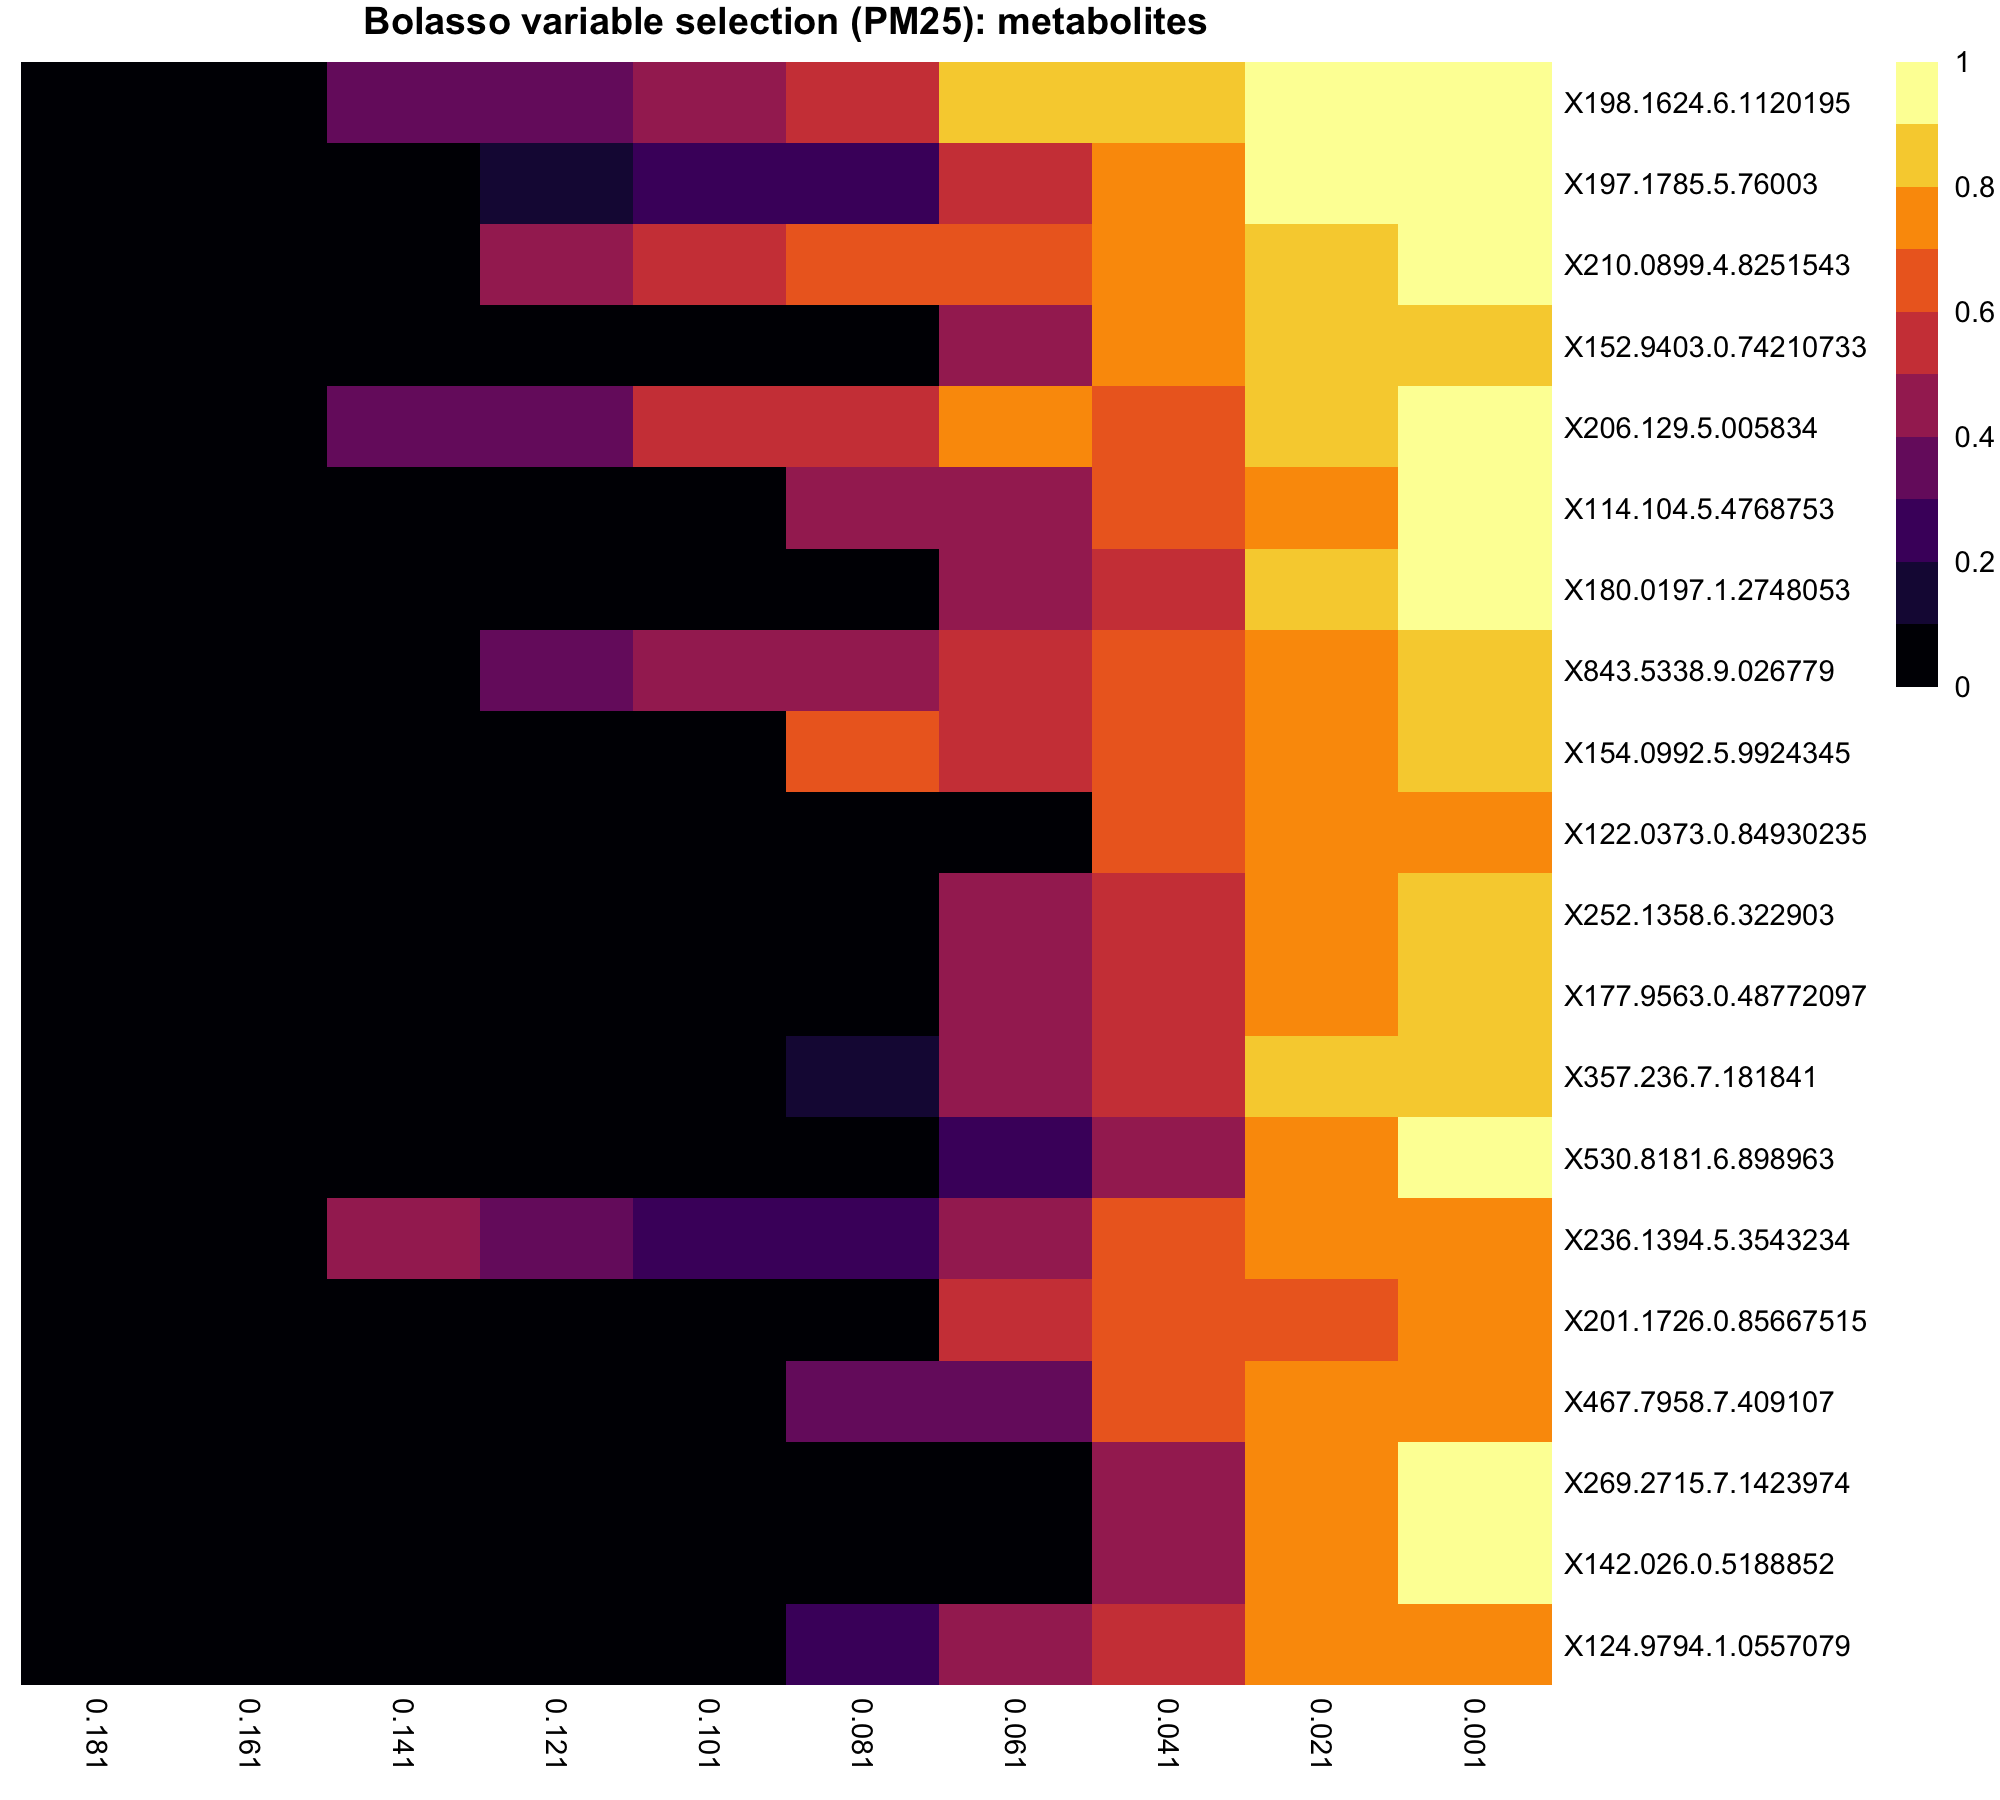 Bolasso variable selection (PM25): metabolites
X198.1624.6.1120195
X197.1785.5.76003
X210.0899.4.8251543
X152.9403.0.74210733
X206.129.5.005834
X114.104.5.4768753
X180.0197.1.2748053
X843.5338.9.026779
X154.0992.5.9924345
X122.0373.0.84930235
X252.1358.6.322903
X177.9563.0.48772097
X357.236.7.181841
X530.8181.6.898963
X236.1394.5.3543234
X201.1726.0.85667515
X467.7958.7.409107
X269.2715.7.1423974
X142.026.0.5188852
X124.9794.1.0557079
1
0.8
0.6
0.4
0.2
0
0.181
0.161
0.141
0.121
0.101
0.081
0.061
0.041
0.021
0.001